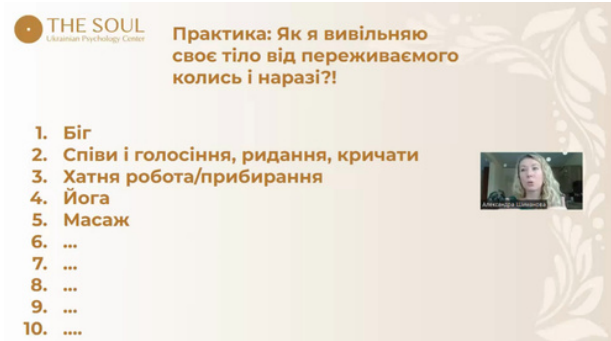 THE SOUL
Ukrainian Psychology Center
Практика: Як я вивільняю
своє тіло від переживаємого
колись і наразі?!
1. Біг
2. Співи і голосіння, ридання, кричати
3. Хатня робота/прибирання
4. Йога
5. Масаж
6. ...
7. ...
8. ...
9. ...
10. ....
Александра Шиманова